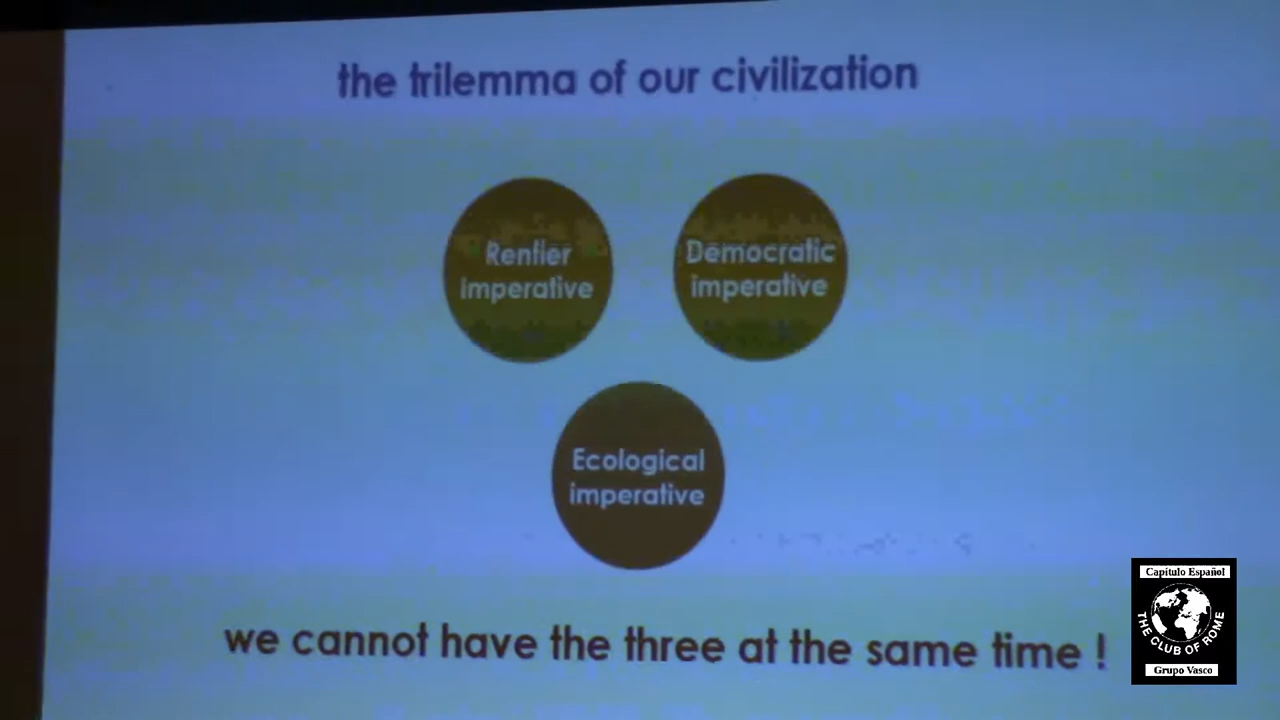 the trilemma of our civilization
Rentier
imperative
Democratic
imperative
Ecological
imperative
we cannot have the three at the same time !
Capítulo Español
THE CLUB OF ROME
Grupo Vasco